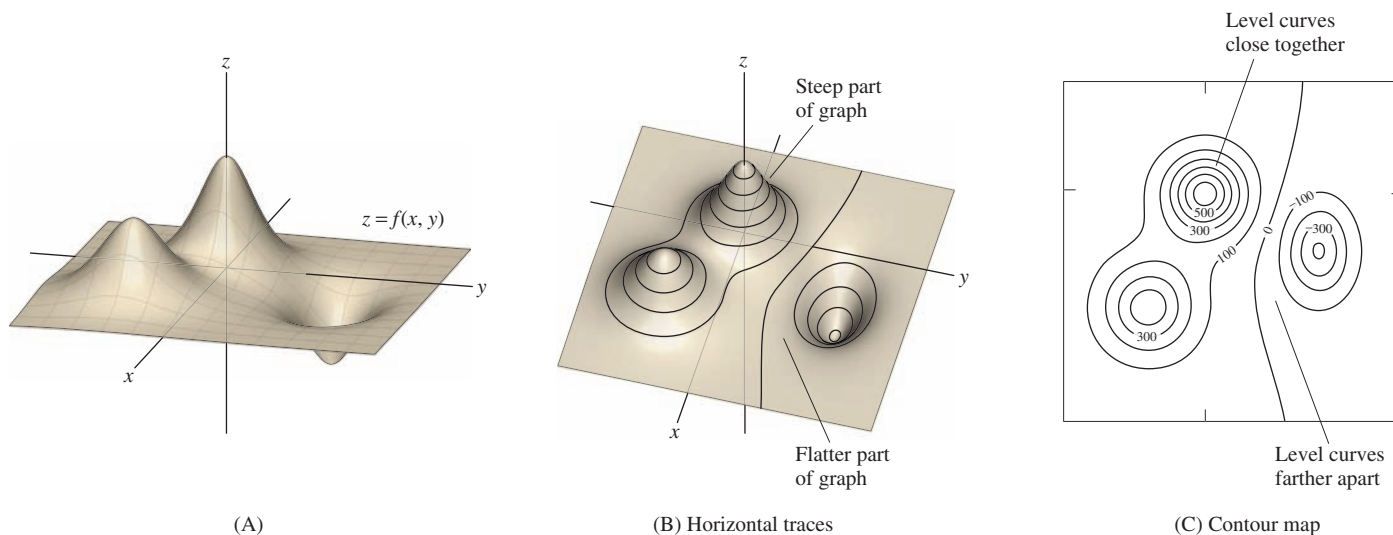 z
z = f(x, y)
y
x
(A)
z
Steep part
of graph
y
x
Flatter part
of graph
(B) Horizontal traces
Level curves
close together
500
300
−100
0
−300
100
300
Level curves
farther apart
(C) Contour map